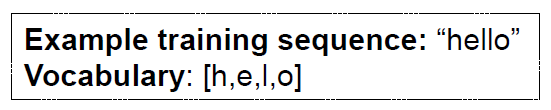 Example training sequence: “hello”
Vocabulary: [h,e,l,o]